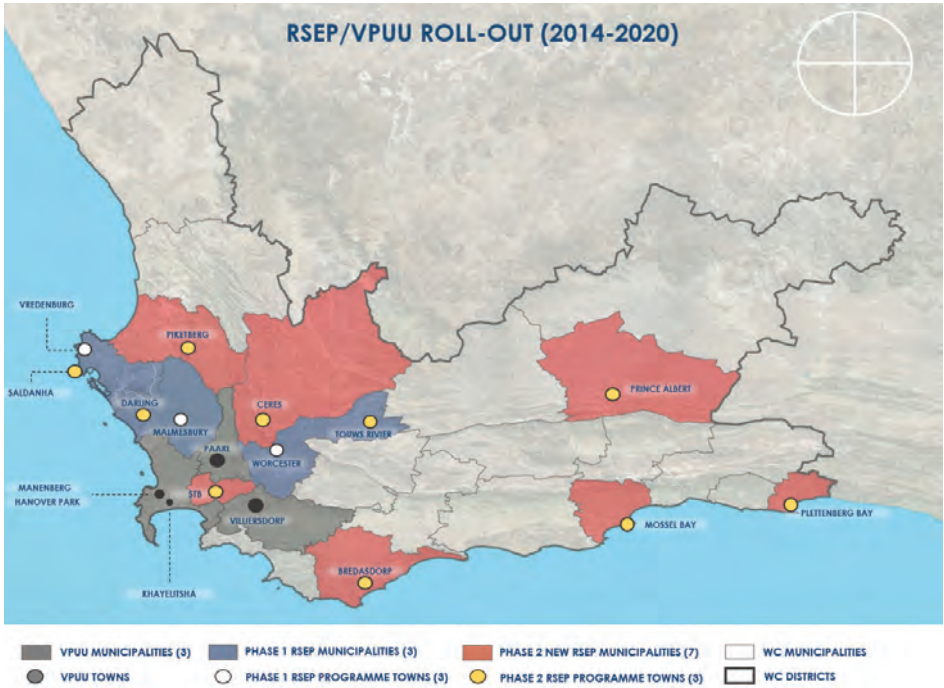 RSEP/VPUU ROLL-OUT (2014-2020)
VREDENBURG
PIKETBERG
SALDANHA
PRINCE ALBERT
DARLING
CERES
MALMESBURY
TOUWS RIVIER
PAARL
WORCESTER
MANENBERG
HANOVER PARK
STB
VILLIERSDORP
PLETTENBERG BAY
MOSSEL BAY
BREDASDORP
KHAYELITSHA
VPUU MUNICIPALITIES (3)
PHASE 1 RSEP MUNICIPALITIES (3)
PHASE 2 NEW RSEP MUNICIPALITIES (7)
WC MUNICIPALITIES
VPUU TOWNS
PHASE 1 RSEP PROGRAMME TOWNS (3)
PHASE 2 RSEP PROGRAMME TOWNS (3)
WC DISTRICTS